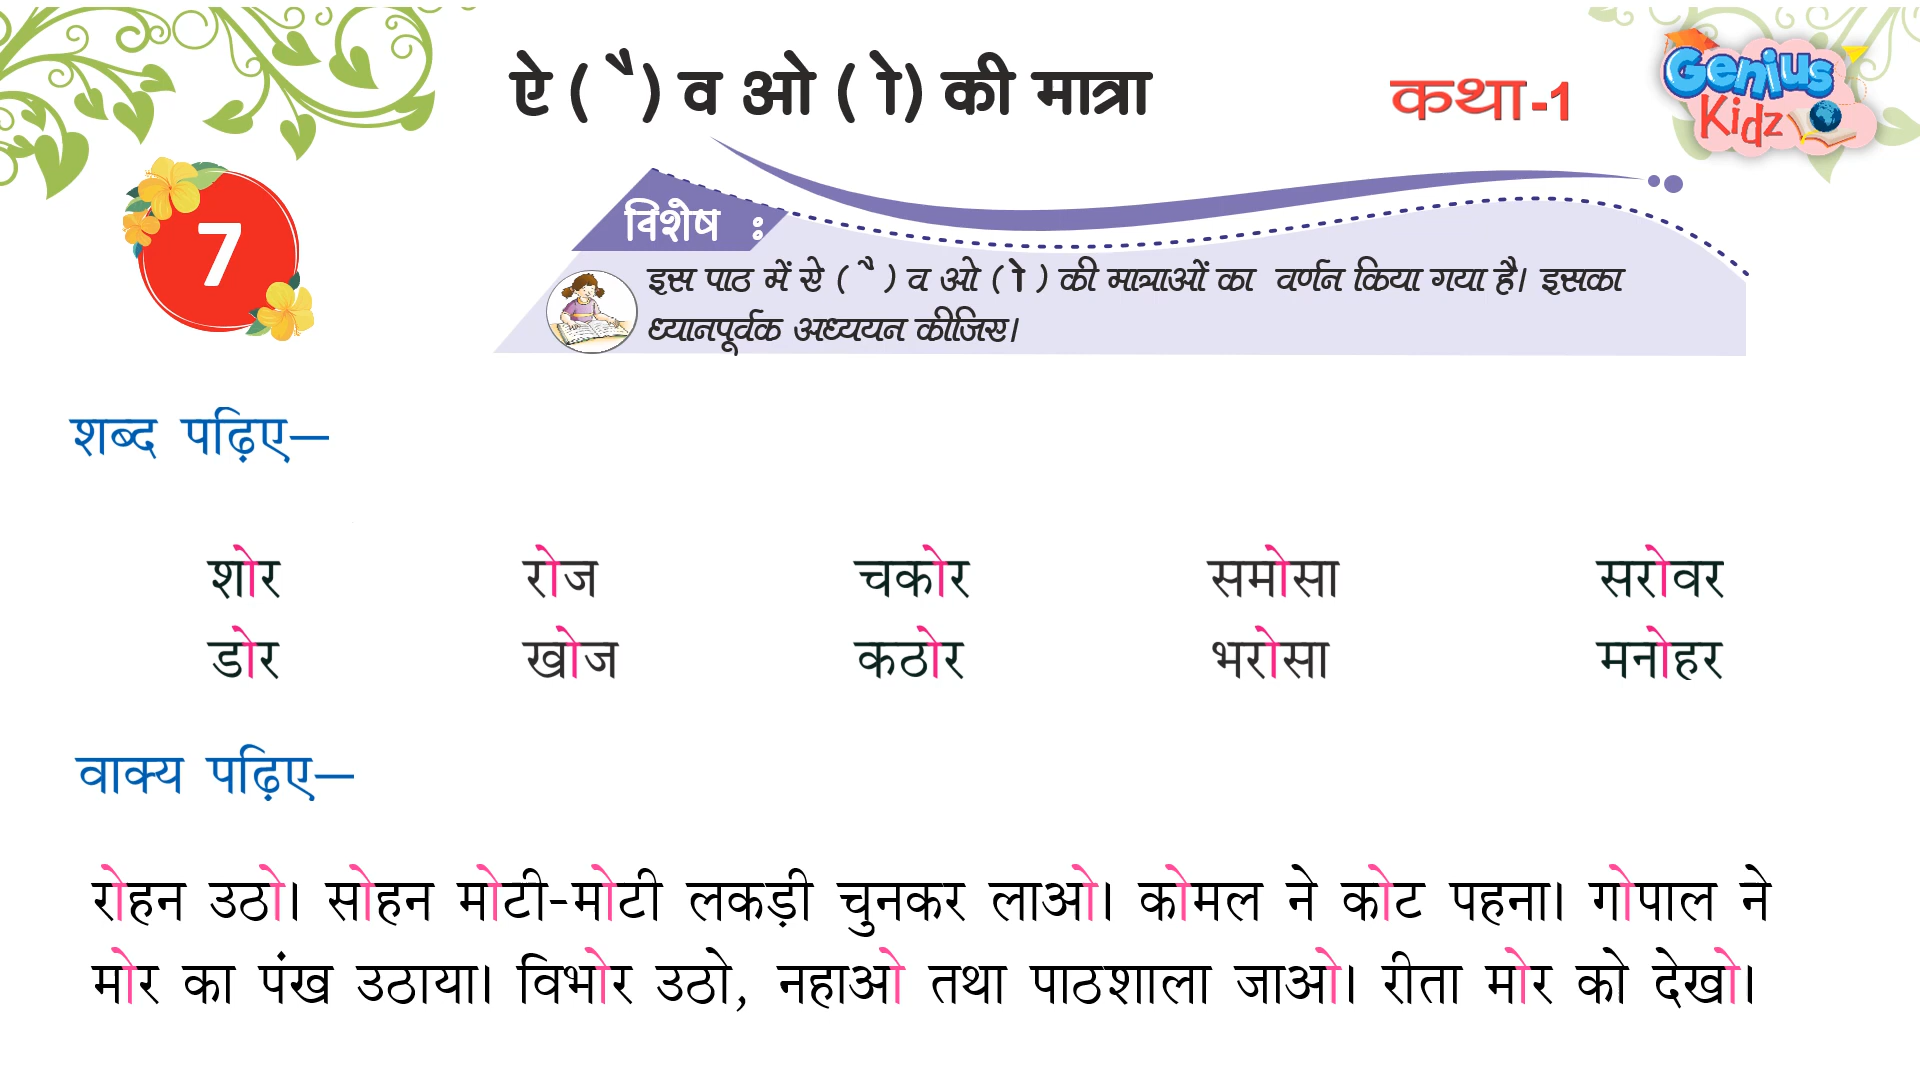 ऐ ( ै ) व ओ ( ो ) की मात्रा
कथा-1
Genius
Kidz
7
विशेष :
इस पाठ में ऐ ( ै ) व ओ ( ो ) की मात्राओं का वर्णन किया गया है। इसका
ध्यानपूर्वक अध्ययन कीजिए।
शब्द पढ़िए—
शोर रोज चकोर समोसा सरोवर
डोर खोज कठोर भरोसा मनोहर
वाक्य पढ़िए—
रोहन उठो। सोहन मोटी-मोटी लकड़ी चुनकर लाओ। कोमल ने कोट पहना। गोपाल ने
मोर का पंख उठाया। विभोर उठो, नहाओ तथा पाठशाला जाओ। रीता मोर को देखो।